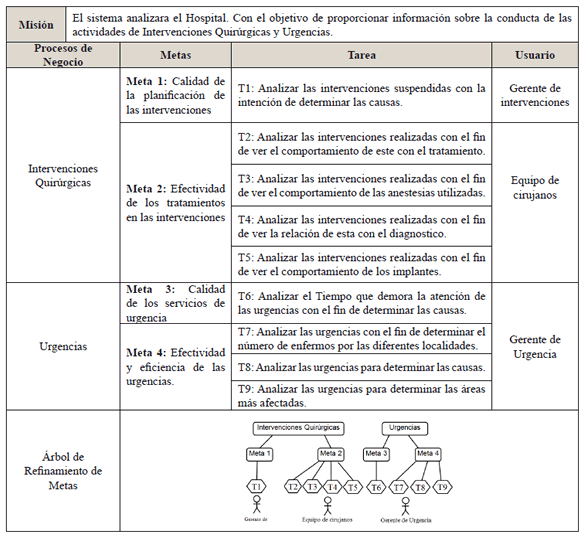 Misión
El sistema analizara el Hospital. Con el objetivo de proporcionar información sobre la conducta de las
actividades de Intervenciones Quirúrgicas y Urgencias.
Procesos de
Negocio
Metas
Tarea
Usuario
Intervenciones
Quirúrgicas
Meta 1: Calidad de
la planificación de
las intervenciones
T1: Analizar las intervenciones suspendidas con la
intención de determinar las causas.
Gerente de
intervenciones
Meta 2: Efectividad
de los tratamientos
en las intervenciones
T2: Analizar las intervenciones realizadas con el fin
de ver el comportamiento de este con el tratamiento.
T3: Analizar las intervenciones realizadas con el fin
de ver el comportamiento de las anestesias utilizadas.
T4: Analizar las intervenciones realizadas con el fin
de ver la relación de esta con el diagnostico.
T5: Analizar las intervenciones realizadas con el fin
de ver el comportamiento de los implantes.
Equipo de
cirujanos
Urgencias
Meta 3: Calidad
de los servicios de
urgencia
T6: Analizar el Tiempo que demora la atención de
las urgencias con el fin de determinar las causas.
Meta 4: Efectividad
y eficiencia de las
urgencias.
T7: Analizar las urgencias con el fin de determinar el
número de enfermos por las diferentes localidades.
T8: Analizar las urgencias para determinar las causas.
T9: Analizar las urgencias para determinar las áreas
más afectadas.
Gerente de
Urgencia
Árbol de
Refinamiento de
Metas
Intervenciones Quirúrgicas
Urgencias
Meta 1
Meta 2
Meta 3
Meta 4
T1
T2
T3
T4
T5
T6
T7
T8
T9
Gerente de
Equipo de cirujanos
Gerente de Urgencia